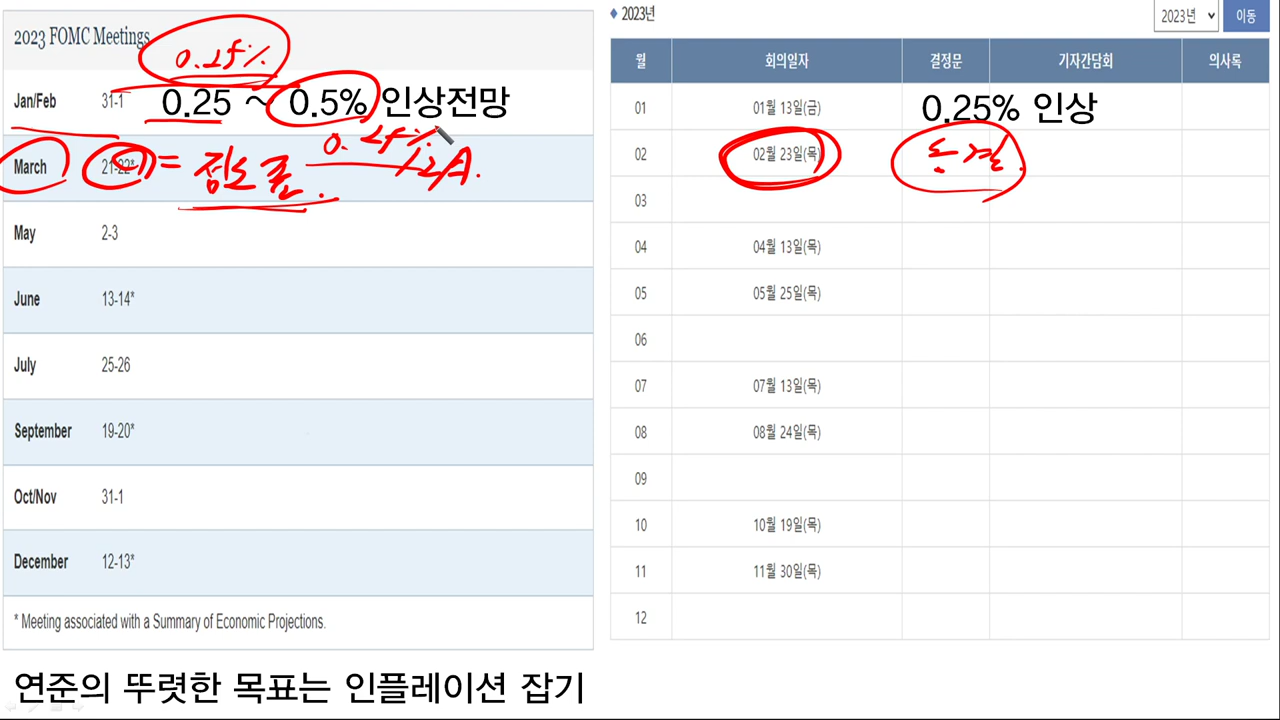 2023 FOMC Meetings
0.25%
Jan/Feb 31-1 0.25 ~ 0.5% 인상전망
0.25%
March 21-22* = 점도표
May 2-3
June 13-14*
July 25-26
September 19-20*
Oct/Nov 31-1
December 12-13*
* Meeting associated with a Summary of Economic Projections.
2023년
2023년 이동
월 회의일자 결정문 기자간담회 의사록
01 01월 13일(금) 0.25% 인상
02 02월 23일(목) 동결
03
04 04월 13일(목)
05 05월 25일(목)
06
07 07월 13일(목)
08 08월 24일(목)
09
10 10월 19일(목)
11 11월 30일(목)
12
연준의 뚜렷한 목표는 인플레이션 잡기